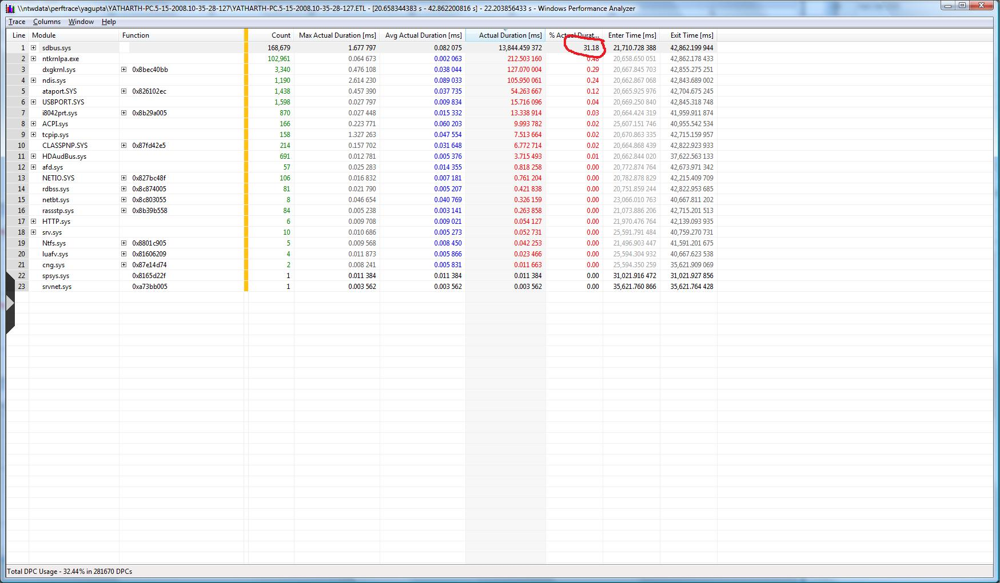 \\ntwdata\perftrace\yagupta\YATHARTH-PC.5-15-2008.10-35-28-127\YATHARTH-PC.5-15-2008.10-35-28-127.ETL - [20.658344383 s - 42.862200816 s] - 22.203856433 s - Windows Performance Analyzer
Trace Columns Window Help
Line Module Function Count Max Actual Duration [ms] Avg Actual Duration [ms] Actual Duration [ms] % Actual Durat... Enter Time [ms] Exit Time [ms]
1 sdbus.sys 168,679 1.677 797 0.082 075 13,844.459 372 31.18 21,710.728 388 42,862.199 944
2 ntkrnlpa.exe 102,961 0.064 673 0.002 063 212.503 160 0.48 20,658.650 051 42,862.178 433
3 dxgkrnl.sys 0x8bec40bb 3,340 0.476 108 0.038 044 127.070 004 0.29 20,667.845 703 42,855.275 251
4 ndis.sys 1,190 2.614 230 0.089 033 105.950 061 0.24 20,662.867 068 42,843.689 002
5 ataport.SYS 0x826102ec 1,438 0.457 390 0.037 735 54.263 667 0.12 20,665.925 976 42,704.675 245
6 USBPORT.SYS 1,598 0.027 797 0.009 834 15.716 096 0.04 20,669.250 840 42,845.318 748
7 i8042prt.sys 0x8b29a005 870 0.027 448 0.015 332 13.338 914 0.03 20,664.424 319 41,959.911 874
8 ACPI.sys 166 0.223 771 0.060 203 9.993 782 0.02 25,607.151 746 40,955.542 534
9 tcpip.sys 158 1.327 263 0.047 554 7.513 664 0.02 20,670.863 335 42,715.159 957
10 CLASSPNP.SYS 0x87fd42e5 214 0.157 702 0.031 648 6.772 714 0.02 20,664.868 439 42,822.923 933
11 HDAudBus.sys 691 0.012 781 0.005 376 3.715 493 0.01 20,662.844 020 37,622.563 133
12 afd.sys 57 0.025 283 0.014 355 0.818 258 0.00 20,772.874 764 42,673.971 342
13 NETIO.SYS 0x827bc48f 106 0.016 832 0.007 181 0.761 204 0.00 20,782.878 829 42,215.409 709
14 rdbss.sys 0x8c874005 81 0.021 790 0.005 207 0.421 838 0.00 20,751.859 244 42,822.953 685
15 netbt.sys 0x8c803055 8 0.046 654 0.040 769 0.326 159 0.00 23,066.010 763 40,667.811 202
16 rassstp.sys 0x8b39b558 84 0.005 238 0.003 141 0.263 858 0.00 21,073.886 206 42,715.201 513
17 HTTP.sys 6 0.009 708 0.009 021 0.054 127 0.00 21,970.476 764 42,139.093 935
18 srv.sys 10 0.010 686 0.005 273 0.052 731 0.00 25,591.791 484 40,759.270 731
19 Ntfs.sys 0x8801c905 5 0.009 568 0.008 450 0.042 253 0.00 21,496.903 447 41,591.201 675
20 luafv.sys 0x81606209 4 0.011 873 0.005 866 0.023 466 0.00 25,594.304 932 40,667.623 538
21 cng.sys 0x87e14d74 2 0.008 241 0.005 831 0.011 663 0.00 25,594.350 259 35,621.909 069
22 spsys.sys 0x8165d22f 1 0.011 384 0.011 384 0.011 384 0.00 31,021.916 472 31,021.927 856
23 srvnet.sys 0xa73bb005 1 0.003 562 0.003 562 0.003 562 0.00 35,621.760 866 35,621.764 428
Total DPC Usage - 32.44% in 281670 DPCs